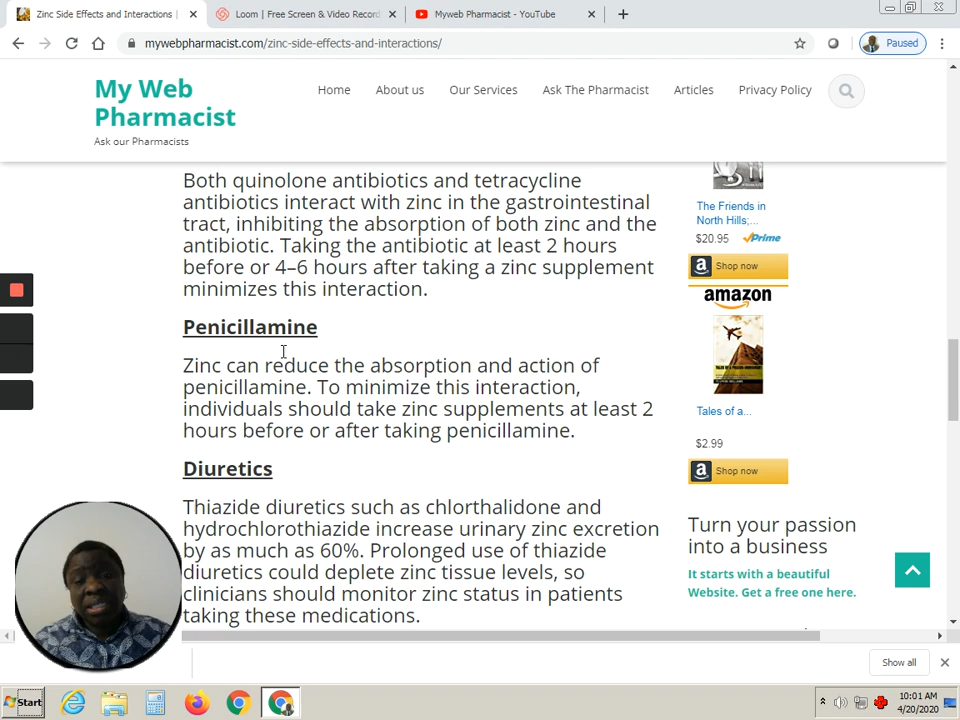 Zinc Side Effects and Interactions |
Loom | Free Screen & Video Record
Myweb Pharmacist - YouTube
mywebpharmacist.com/zinc-side-effects-and-interactions/
Paused
My Web
Pharmacist
Ask our Pharmacists
Home
About us
Our Services
Ask The Pharmacist
Articles
Privacy Policy
Both quinolone antibiotics and tetracycline
antibiotics interact with zinc in the gastrointestinal
tract, inhibiting the absorption of both zinc and the
antibiotic. Taking the antibiotic at least 2 hours
before or 4–6 hours after taking a zinc supplement
minimizes this interaction.
Penicillamine
Zinc can reduce the absorption and action of
penicillamine. To minimize this interaction,
individuals should take zinc supplements at least 2
hours before or after taking penicillamine.
Diuretics
Thiazide diuretics such as chlorthalidone and
hydrochlorothiazide increase urinary zinc excretion
by as much as 60%. Prolonged use of thiazide
diuretics could deplete zinc tissue levels, so
clinicians should monitor zinc status in patients
taking these medications.
The Friends in
North Hills;...
$20.95 Prime
Shop now
amazon
Tales of a...
$2.99
Shop now
Turn your passion
into a business
It starts with a beautiful
Website. Get a free one here.
Show all
Start
10:01 AM
4/20/2020